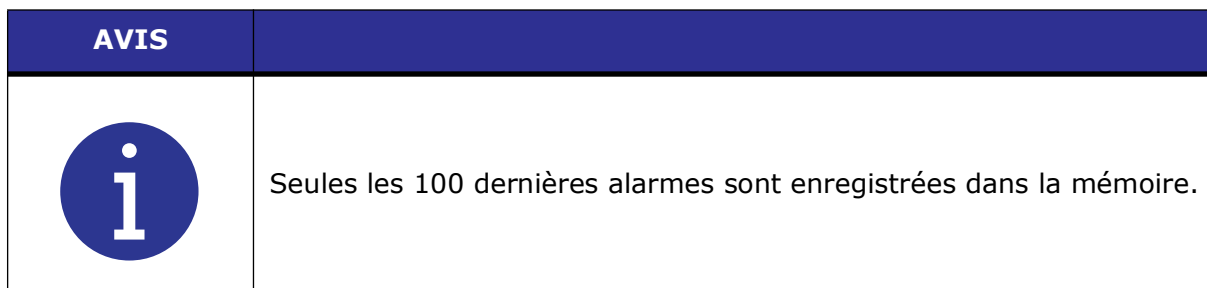 AVIS
Seules les 100 dernières alarmes sont enregistrées dans la mémoire.